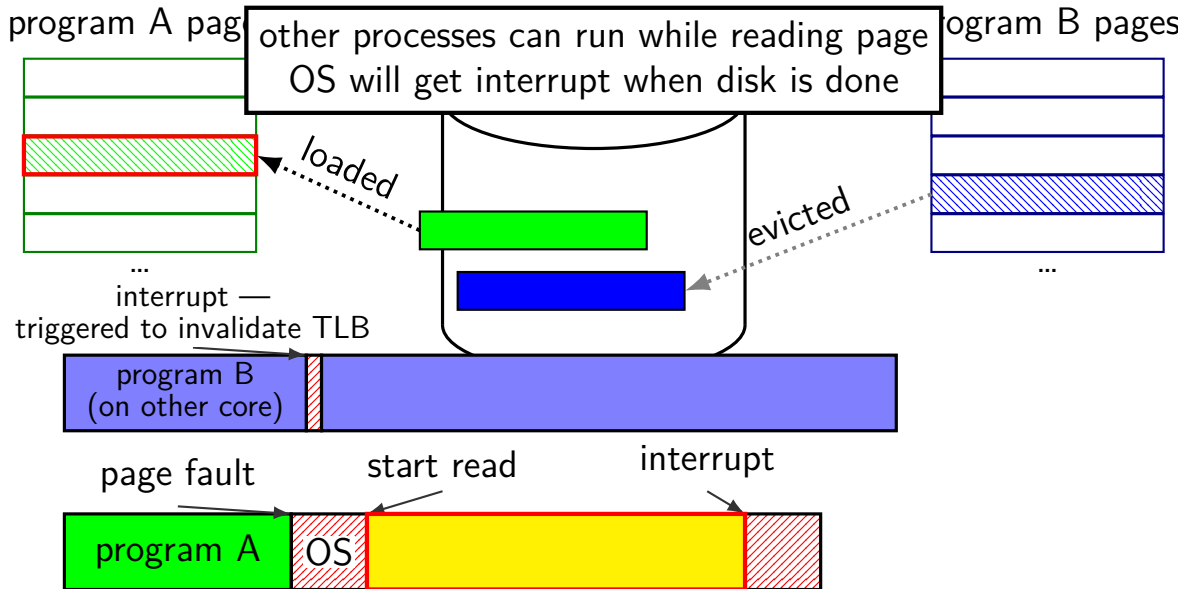 program A pag
other processes can run while reading page
OS will get interrupt when disk is done
rogram B pages
loaded
evicted
...
...
interrupt —
triggered to invalidate TLB
program B
(on other core)
page fault
start read
interrupt
program A
OS